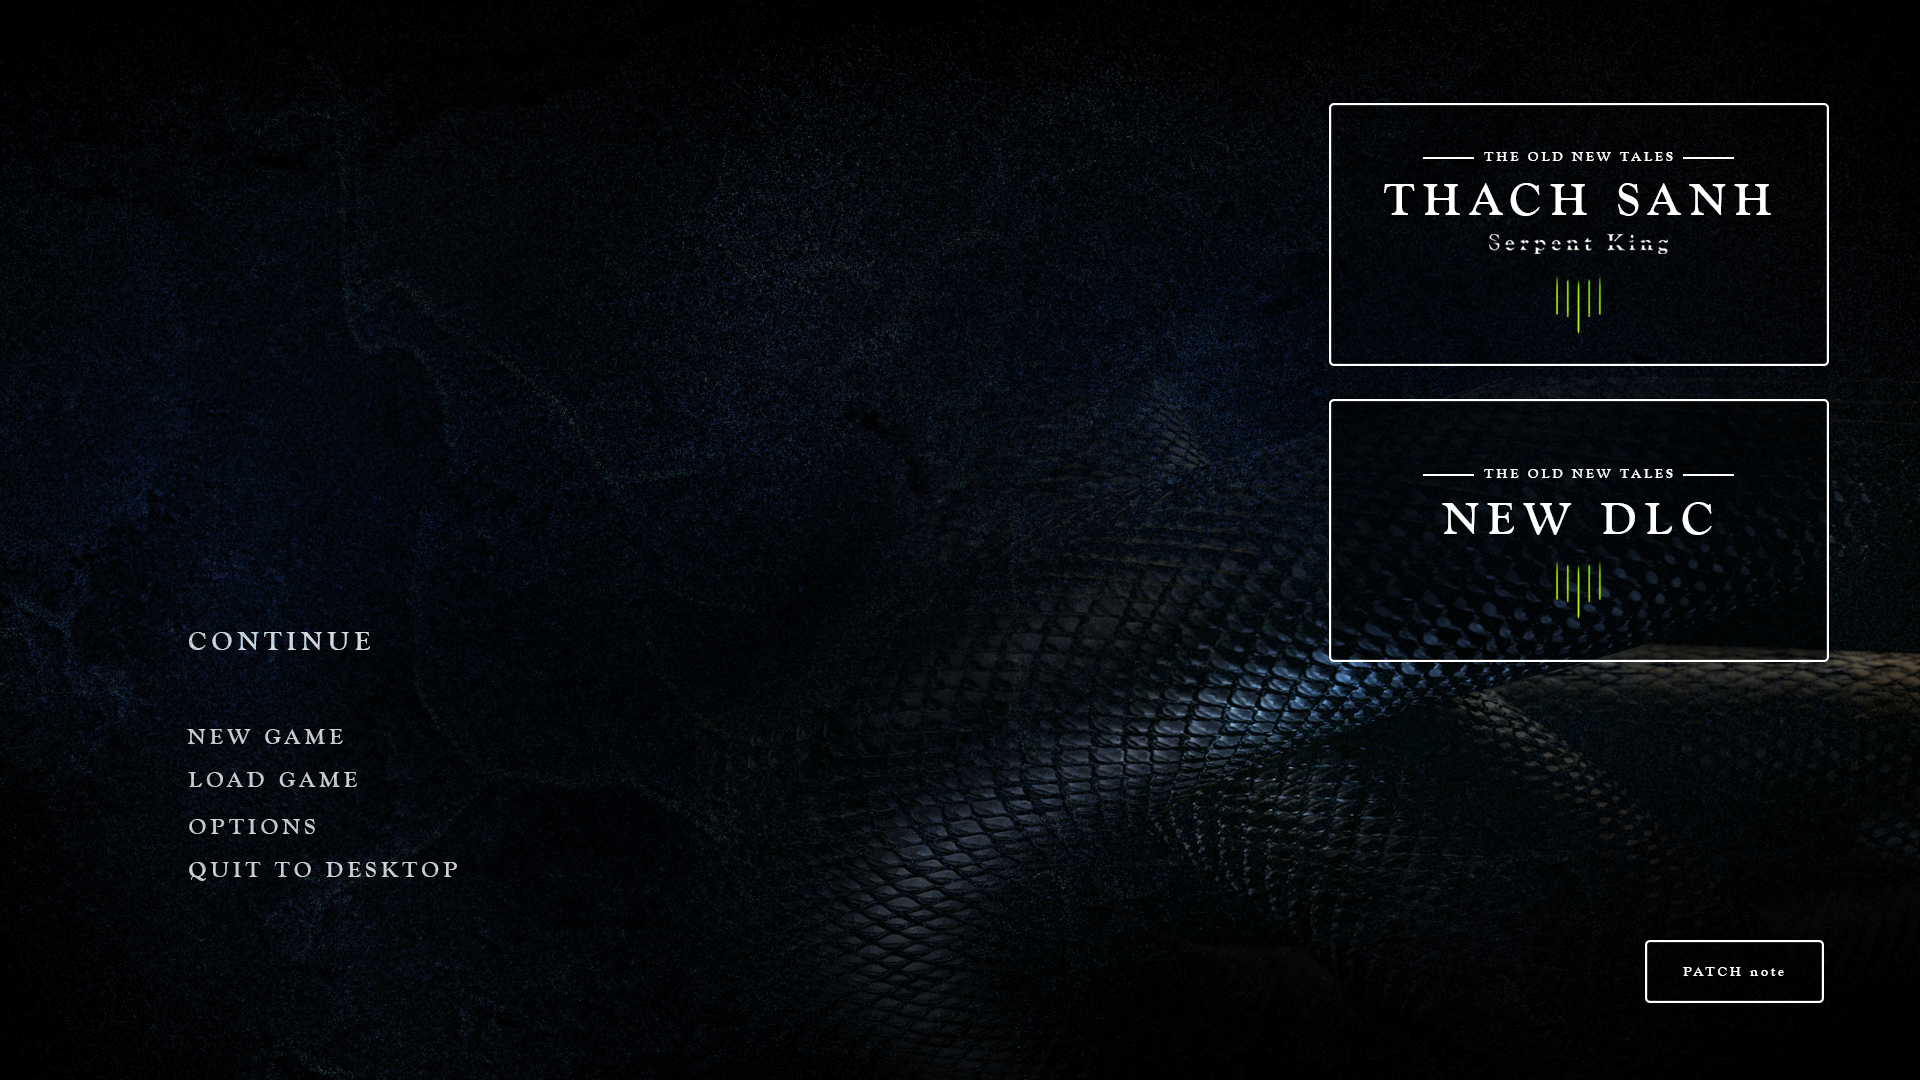 THE OLD NEW TALES
THACH SANH
Serpent King
THE OLD NEW TALES
NEW DLC
CONTINUE
NEW GAME
LOAD GAME
OPTIONS
QUIT TO DESKTOP
PATCH note